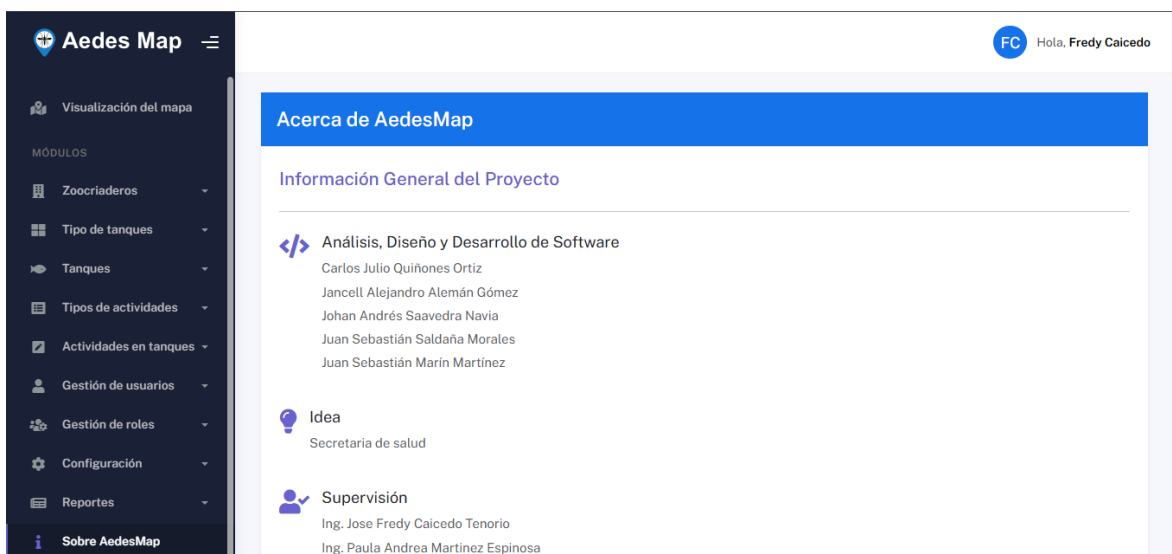 Aedes Map
FC Hola, Fredy Caicedo
Visualización del mapa
MÓDULOS
Zoocriaderos
Tipo de tanques
Tanques
Tipos de actividades
Actividades en tanques
Gestión de usuarios
Gestión de roles
Configuración
Reportes
Sobre AedesMap
Acerca de AedesMap
Información General del Proyecto
Análisis, Diseño y Desarrollo de Software
Carlos Julio Quiñones Ortiz
Jancell Alejandro Alemán Gómez
Johan Andrés Saavedra Navia
Juan Sebastián Saldaña Morales
Juan Sebastián Marín Martínez
Idea
Secretaria de salud
Supervisión
Ing. Jose Fredy Caicedo Tenorio
Ing. Paula Andrea Martinez Espinosa